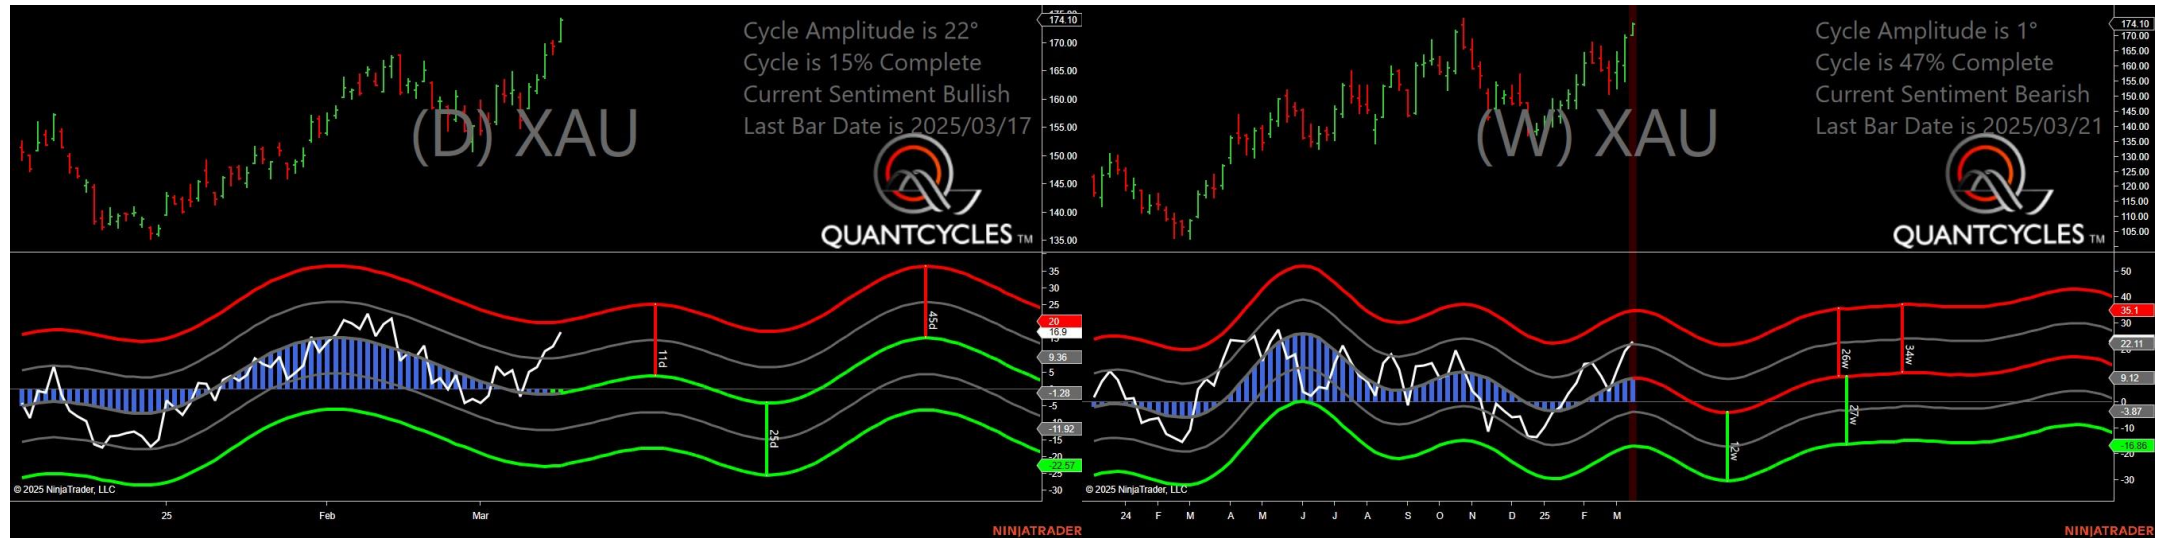 Cycle Amplitude is 22°
Cycle is 15% Complete
Current Sentiment Bullish
Last Bar Date is 2025/03/17
(D) XAU
QUANTCYCLES TM
174.10
170.00
165.00
160.00
155.00
150.00
145.00
140.00
135.00
35
30
25
20
16.9
9.36
5
-1.28
-5
-11.92
-15
-20
-22.57
-25
-30
11d
25d
45d
© 2025 NinjaTrader, LLC
25 Feb Mar
NINJATRADER
Cycle Amplitude is 1°
Cycle is 47% Complete
Current Sentiment Bearish
Last Bar Date is 2025/03/21
(W) XAU
QUANTCYCLES TM
174.10
170.00
165.00
160.00
155.00
150.00
145.00
140.00
135.00
130.00
125.00
120.00
115.00
110.00
105.00
50
40
35.1
30
22.11
9.12
0
-3.87
-16.86
-20
-30
12w
26w
27w
34w
© 2025 NinjaTrader, LLC
24 F M A M J J A S O N D 25 F M
NINJATRADER